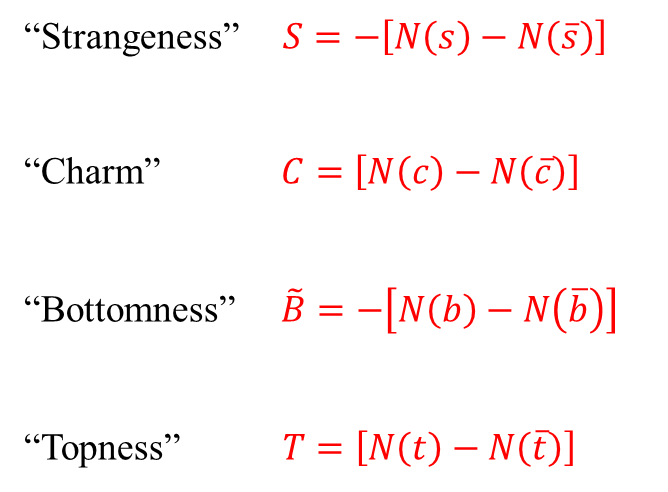 “Strangeness” S = −[N(s) − N(s̄)]
“Charm” C = [N(c) − N(c̄)]
“Bottomness” B̃ = −[N(b) − N(b̄)]
“Topness” T = [N(t) − N(t̄)]